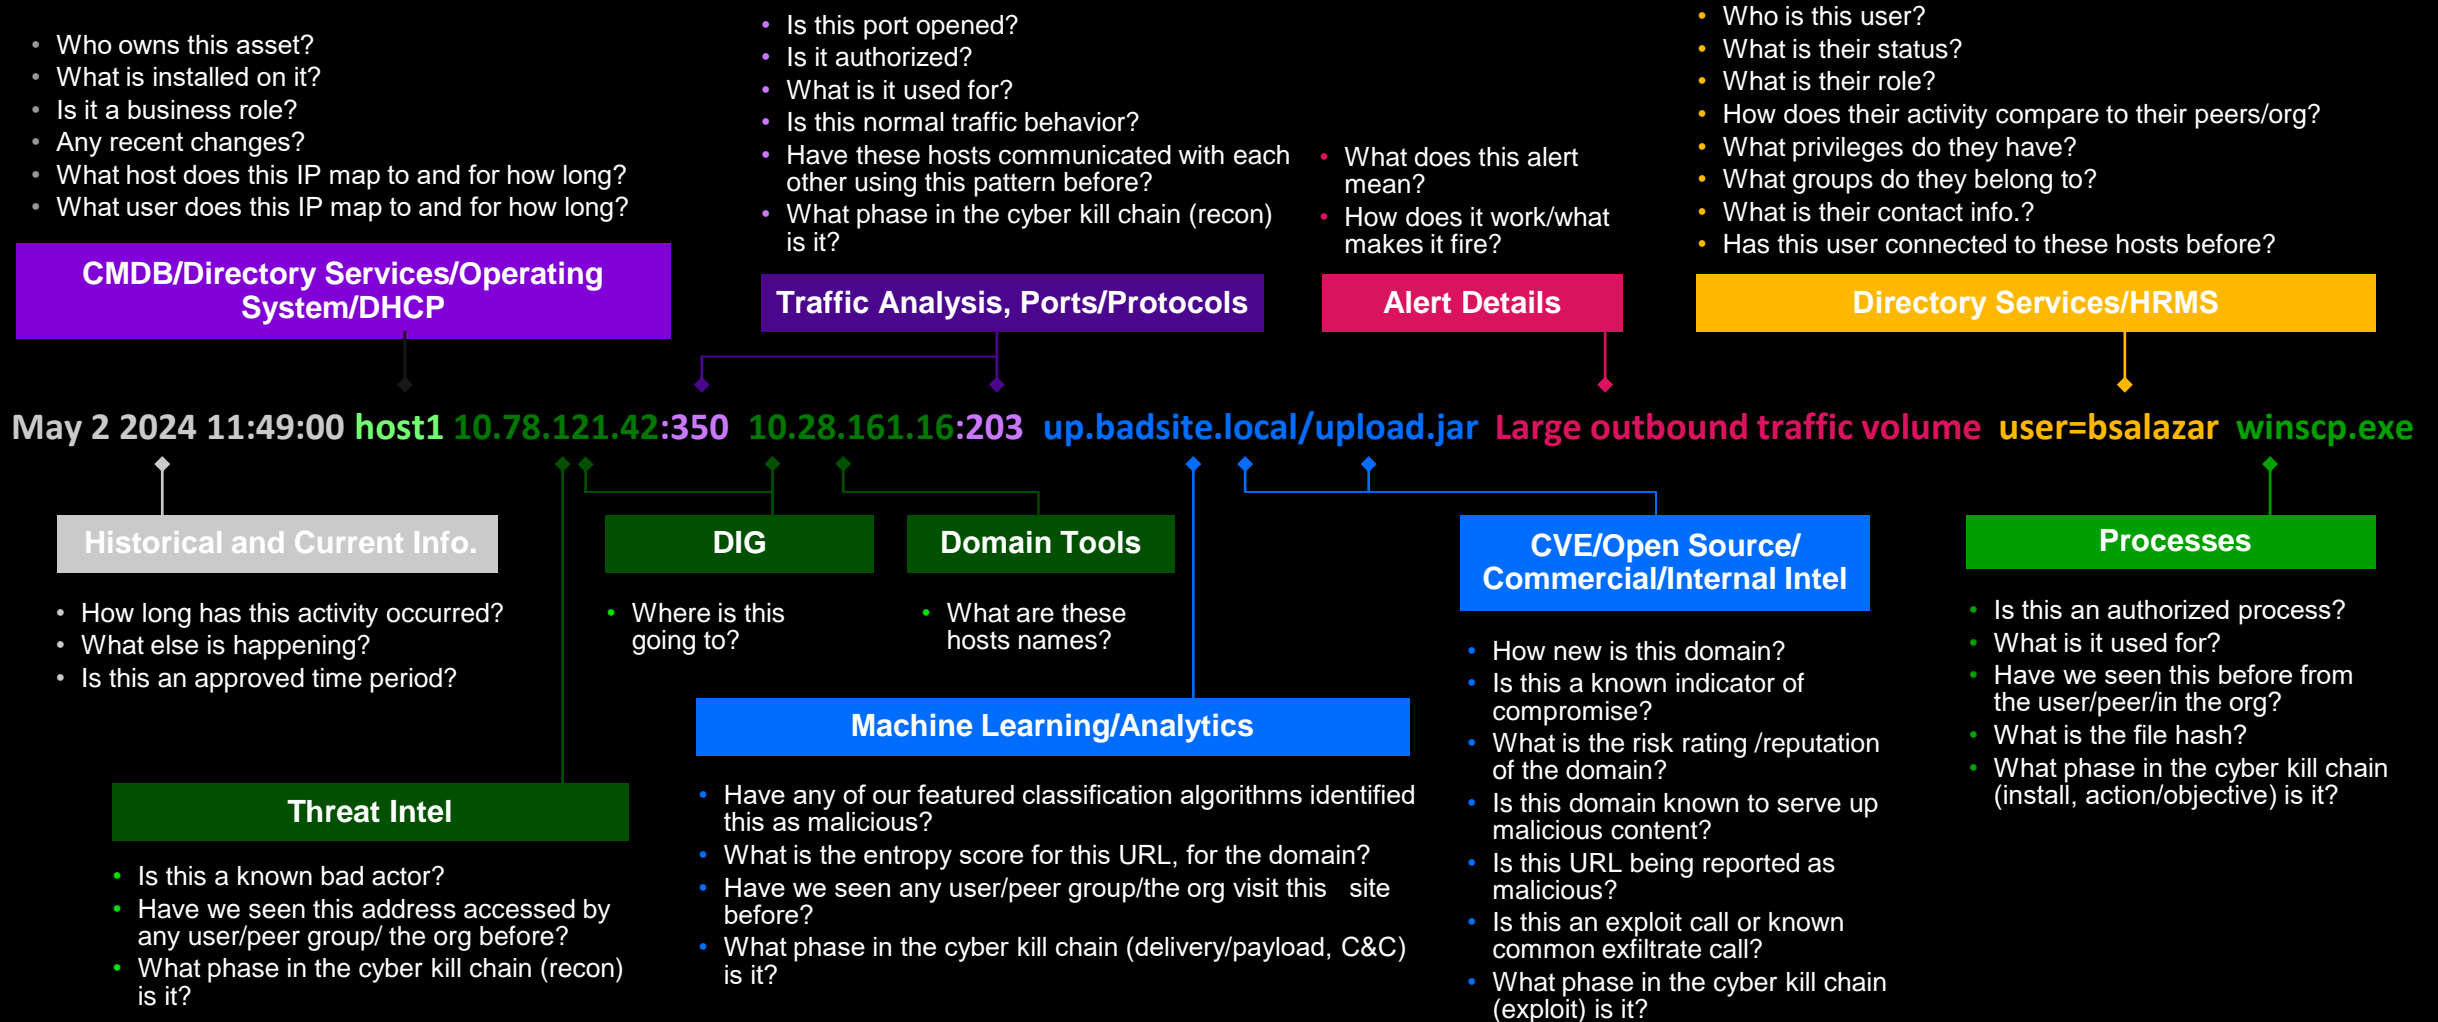 • Who owns this asset?
• What is installed on it?
• Is it a business role?
• Any recent changes?
• What host does this IP map to and for how long?
• What user does this IP map to and for how long?
CMDB/Directory Services/Operating
System/DHCP
• Is this port opened?
• Is it authorized?
• What is it used for?
• Is this normal traffic behavior?
• Have these hosts communicated with each
other using this pattern before?
• What phase in the cyber kill chain (recon)
is it?
Traffic Analysis, Ports/Protocols
• What does this alert
mean?
• How does it work/what
makes it fire?
Alert Details
• Who is this user?
• What is their status?
• What is their role?
• How does their activity compare to their peers/org?
• What privileges do they have?
• What groups do they belong to?
• What is their contact info.?
• Has this user connected to these hosts before?
Directory Services/HRMS
May 2 2024 11:49:00 host1 10.78.121.42:350 10.28.161.16:203 up.badsite.local/upload.jar Large outbound traffic volume user=bsalazar winscp.exe
Historical and Current Info.
• How long has this activity occurred?
• What else is happening?
• Is this an approved time period?
Threat Intel
• Is this a known bad actor?
• Have we seen this address accessed by
any user/peer group/ the org before?
• What phase in the cyber kill chain (recon)
is it?
DIG
• Where is this
going to?
Domain Tools
• What are these
hosts names?
Machine Learning/Analytics
• Have any of our featured classification algorithms identified
this as malicious?
• What is the entropy score for this URL, for the domain?
• Have we seen any user/peer group/the org visit this site
before?
• What phase in the cyber kill chain (delivery/payload, C&C)
is it?
CVE/Open Source/
Commercial/Internal Intel
• How new is this domain?
• Is this a known indicator of
compromise?
• What is the risk rating /reputation
of the domain?
• Is this domain known to serve up
malicious content?
• Is this URL being reported as
malicious?
• Is this an exploit call or known
common exfiltrate call?
• What phase in the cyber kill chain
(exploit) is it?
Processes
• Is this an authorized process?
• What is it used for?
• Have we seen this before from
the user/peer/in the org?
• What is the file hash?
• What phase in the cyber kill chain
(install, action/objective) is it?